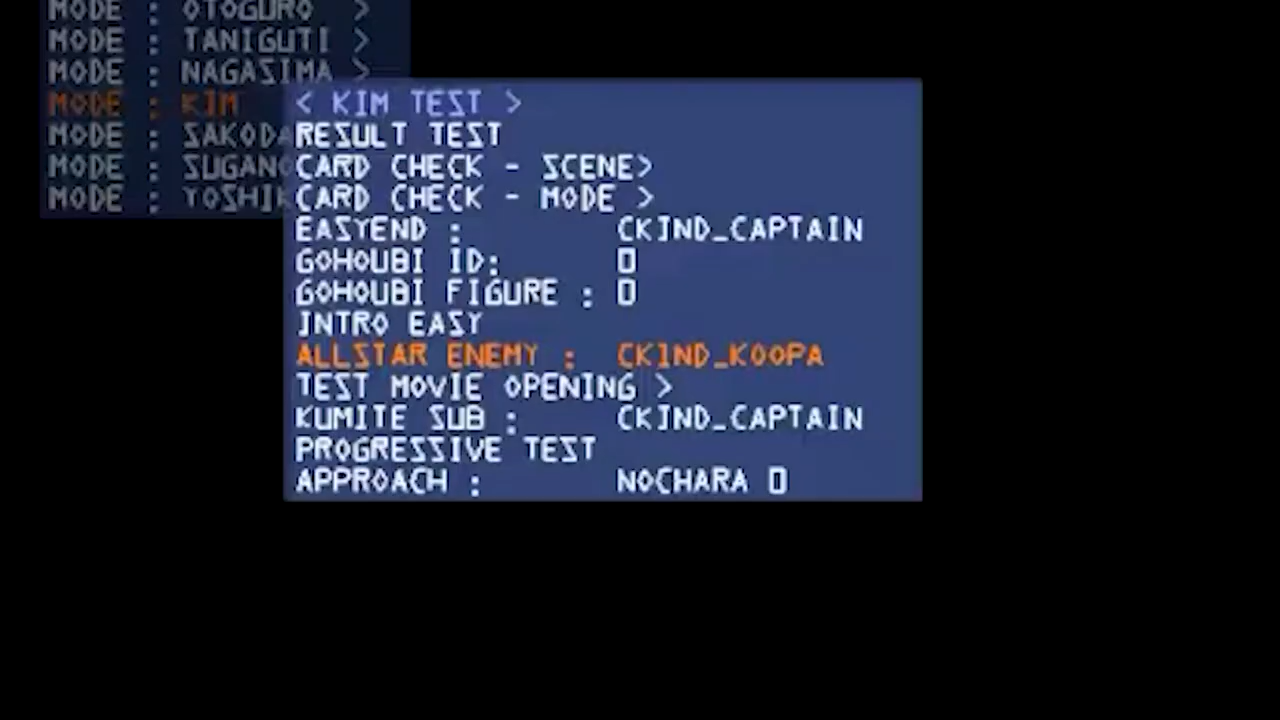 MODE : OTOGURO >
MODE : TANIGUTI >
MODE : NAGASIMA >
MODE : KIM
MODE : SAKODA
MODE : SUGANO
MODE : YOSHIK
< KIM TEST >
RESULT TEST
CARD CHECK - SCENE>
CARD CHECK - MODE >
EASYEND : CKIND_CAPTAIN
GOHOUBI ID: 0
GOHOUBI FIGURE : 0
INTRO EASY
ALLSTAR ENEMY : CKIND_KOOPA
TEST MOVIE OPENING >
KUMITE SUB : CKIND_CAPTAIN
PROGRESSIVE TEST
APPROACH : NOCHARA 0